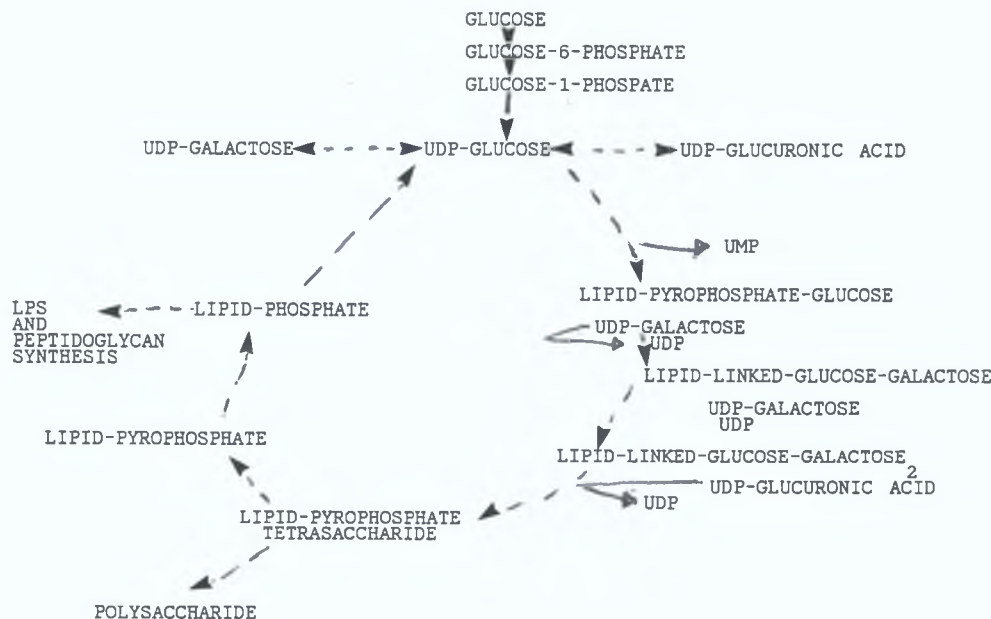 GLUCOSE
GLUCOSE-6-PHOSPHATE
GLUCOSE-1-PHOSPATE
UDP-GALACTOSE UDP-GLUCOSE UDP-GLUCURONIC ACID
UMP
LIPID-PYROPHOSPHATE-GLUCOSE
LPS
AND
PEPTIDOGLYCAN
SYNTHESIS
LIPID-PHOSPHATE
UDP-GALACTOSE
UDP
LIPID-LINKED-GLUCOSE-GALACTOSE
UDP-GALACTOSE
UDP
LIPID-PYROPHOSPHATE
LIPID-LINKED-GLUCOSE-GALACTOSE
2
UDP-GLUCURONIC ACID
UDP
LIPID-PYROPHOSPHATE
TETRASACCHARIDE
POLYSACCHARIDE